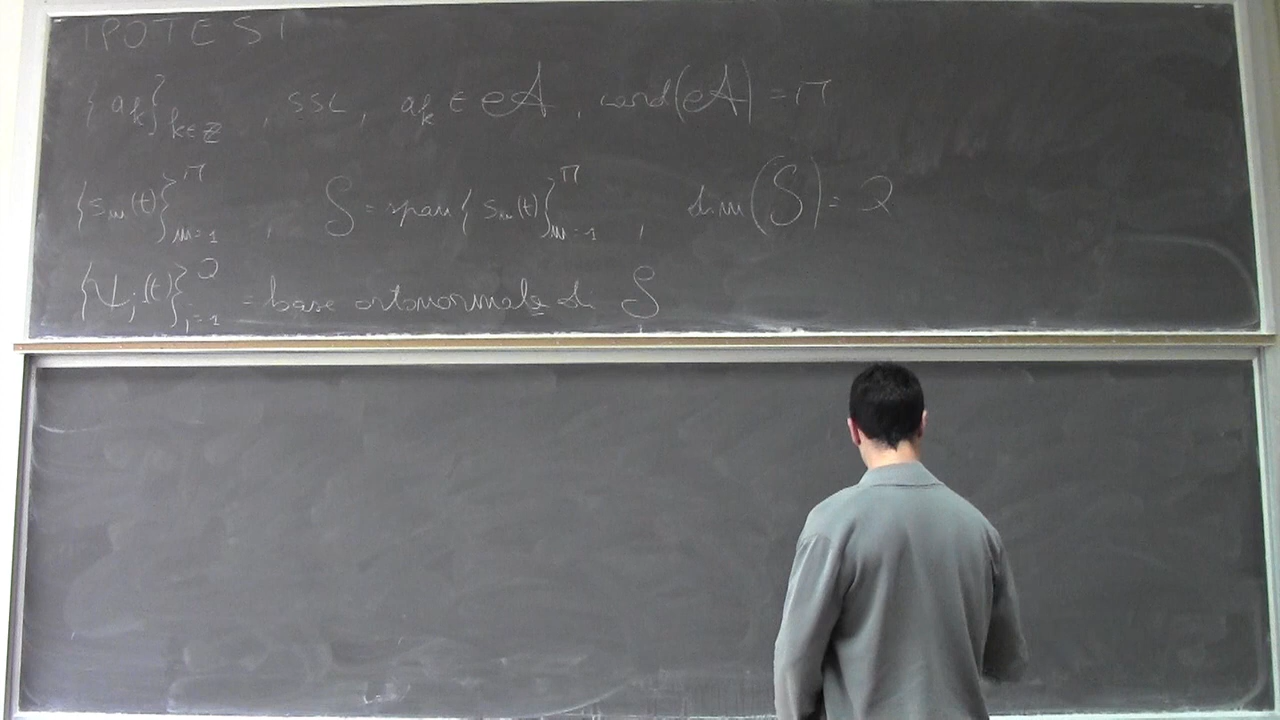 IPOTESI
{a_k}_{k∈ℤ} , SSL , a_k ∈ 𝒜 , card(𝒜) = M
{s_m(t)}_{m=1}^{M} , S = span{s_m(t)}_{m=1}^{M} , dim(S) = Q
{ψ_j(t)}_{j=1}^{Q} = base ortonormale di S